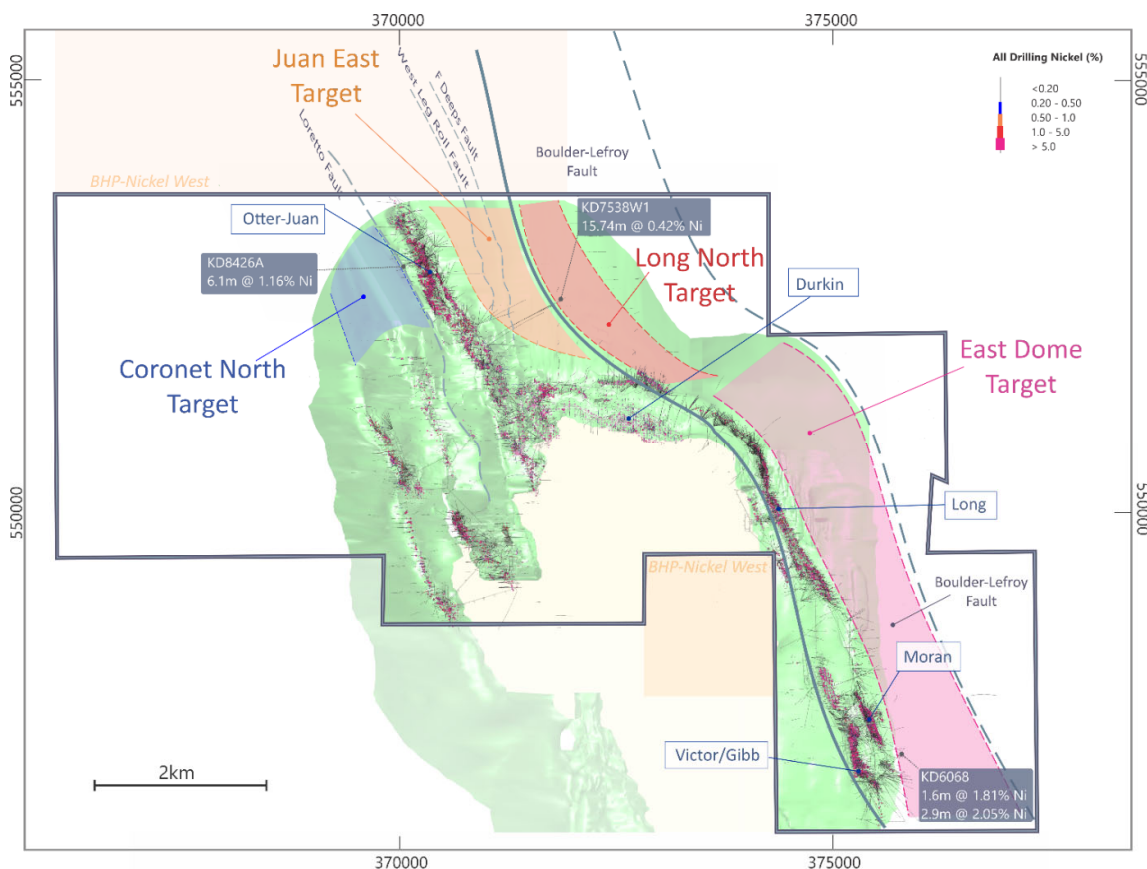 370000
375000
555000
555000
All Drilling Nickel (%)
<0.20
0.20 - 0.50
0.50 - 1.0
1.0 - 5.0
> 5.0
Juan East
Target
Loretto Fault
West Leg Roll Fault
F Deeps Fault
Boulder-Lefroy
Fault
BHP-Nickel West
Otter-Juan
KD7538W1
15.74m @ 0.42% Ni
KD8426A
6.1m @ 1.16% Ni
Long North
Target
Durkin
Coronet North
Target
East Dome
Target
550000
550000
Long
BHP-Nickel West
Boulder-Lefroy
Fault
Moran
Victor/Gibb
KD6068
1.6m @ 1.81% Ni
2.9m @ 2.05% Ni
2km
370000
375000